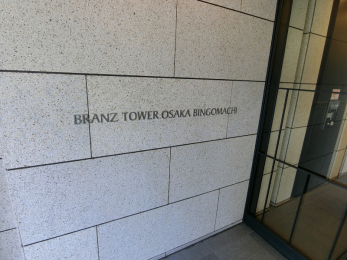 BRANZ TOWER OSAKA BINGOMACHI